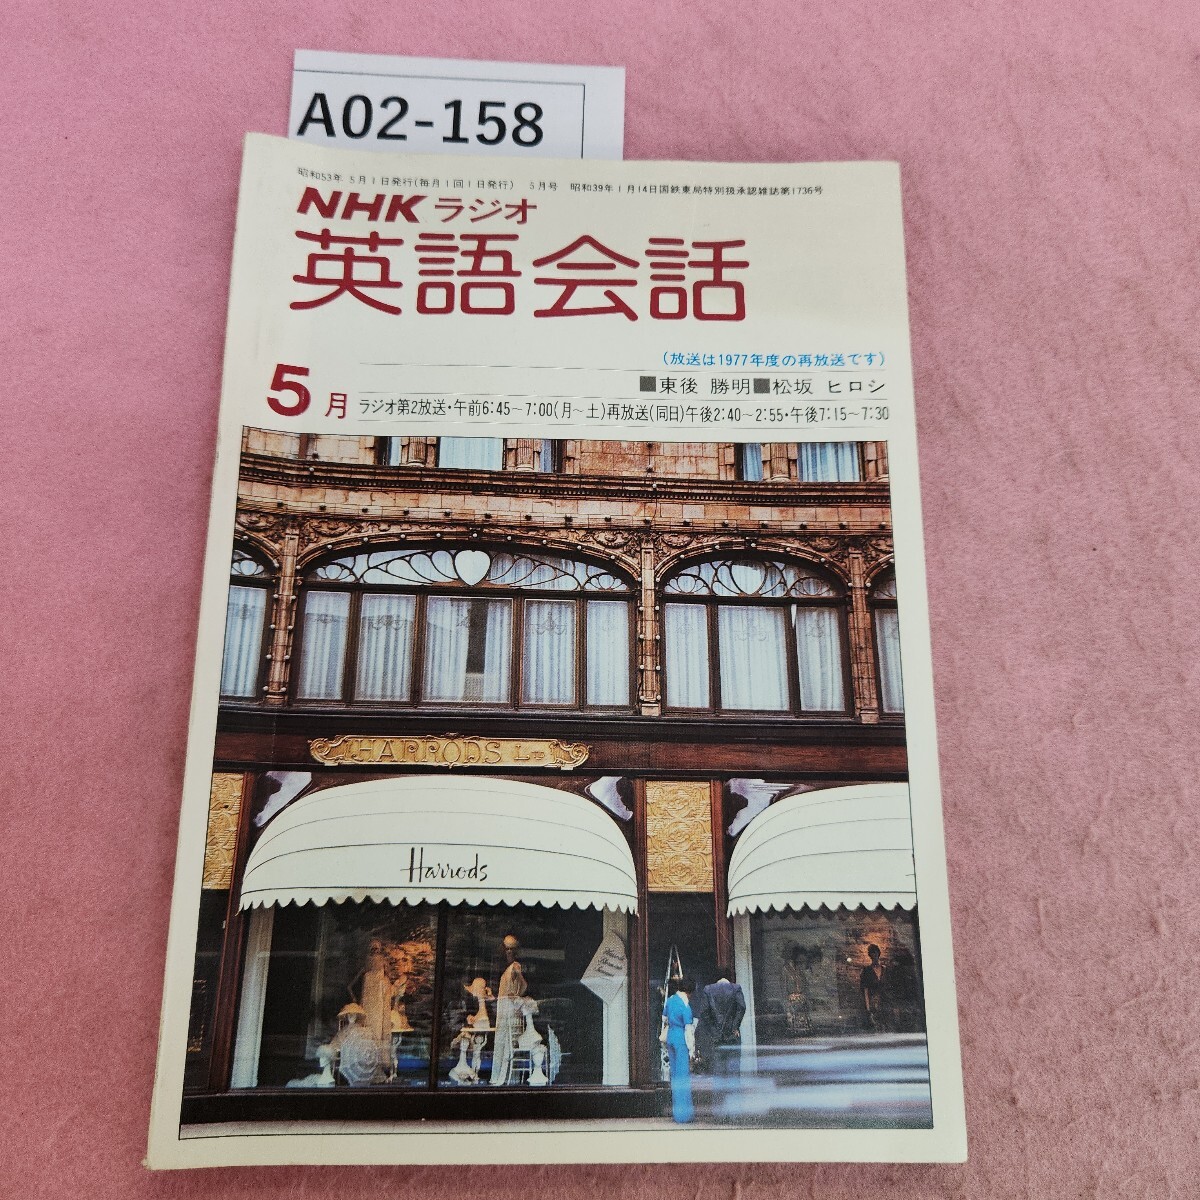 A02-158
昭和53年 5月1日発行(毎月1回1日発行) 5月号 昭和39年1月14日国鉄東局特別扱承認雑誌第1736号
NHK ラジオ
英語会話
(放送は1977年度の再放送です)
■東後 勝明■松坂 ヒロシ
5月
ラジオ第2放送・午前6:45～7:00(月～土)再放送(同日)午後2:40～2:55・午後7:15～7:30
HARRODS LTD
Harrods